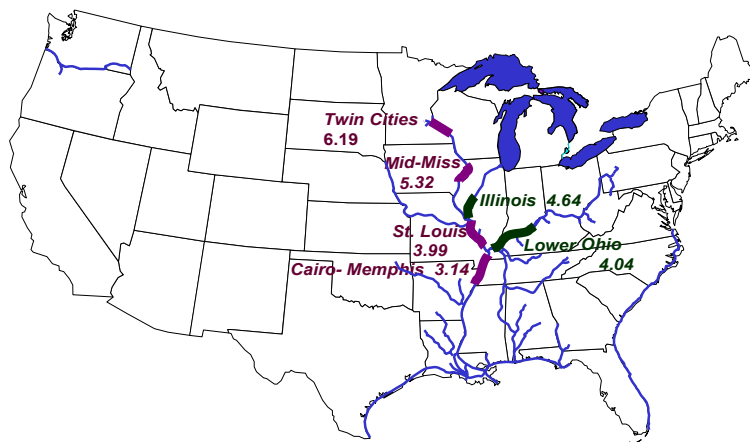 Twin Cities
6.19
Mid-Miss
5.32
Illinois 4.64
St. Louis
3.99
Lower Ohio
4.04
Cairo- Memphis 3.14